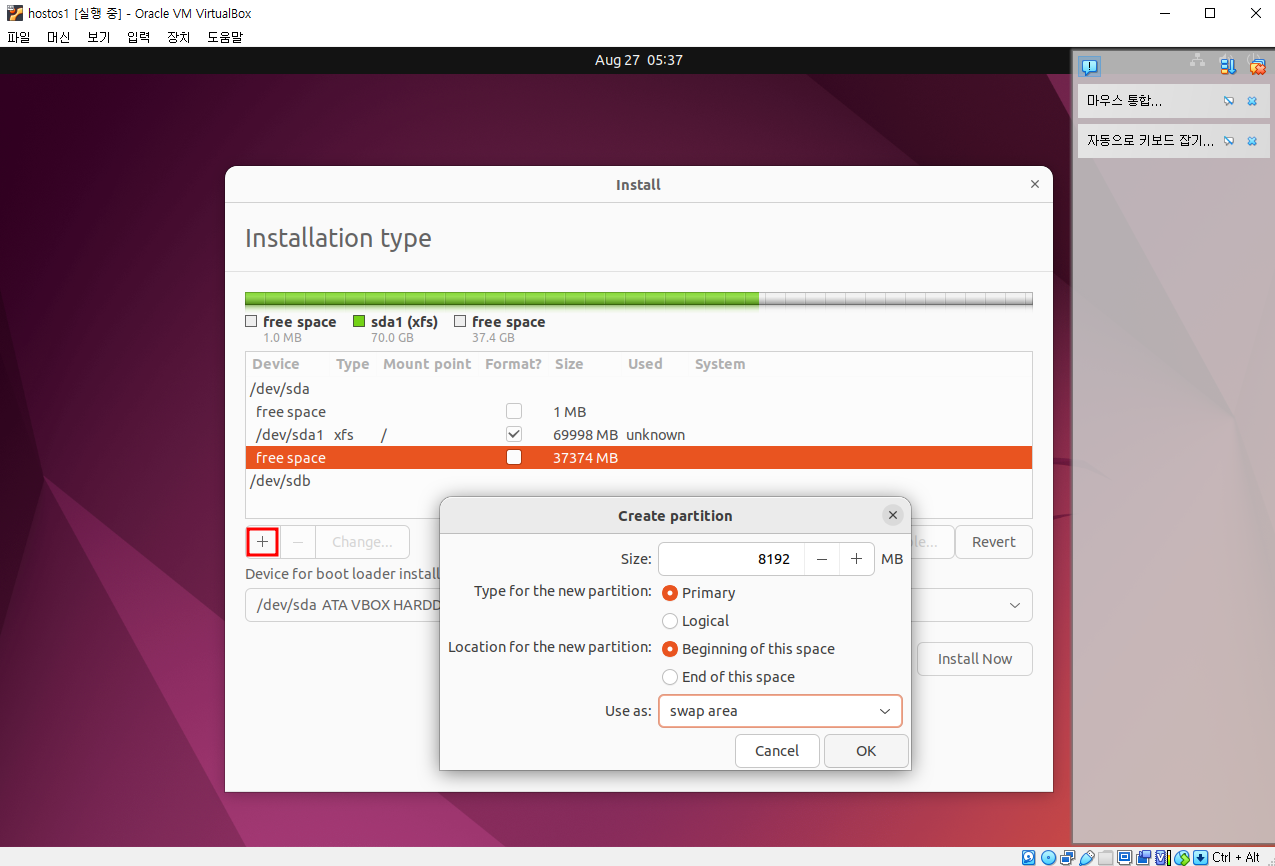 hostos1 [실행 중] - Oracle VM VirtualBox
파일 머신 보기 입력 장치 도움말
Aug 27 05:37
마우스 통합...
자동으로 키보드 잡기...
Install
Installation type
free space sda1 (xfs) free space
1.0 MB 70.0 GB 37.4 GB
Device Type Mount point Format? Size Used System
/dev/sda
free space 1 MB
/dev/sda1 xfs / 69998 MB unknown
free space 37374 MB
/dev/sdb
+ − Change... le... Revert
Device for boot loader install
/dev/sda ATA VBOX HARDD
Install Now
Create partition
Size: 8192 − + MB
Type for the new partition: Primary
Logical
Location for the new partition: Beginning of this space
End of this space
Use as: swap area
Cancel OK
Ctrl + Alt